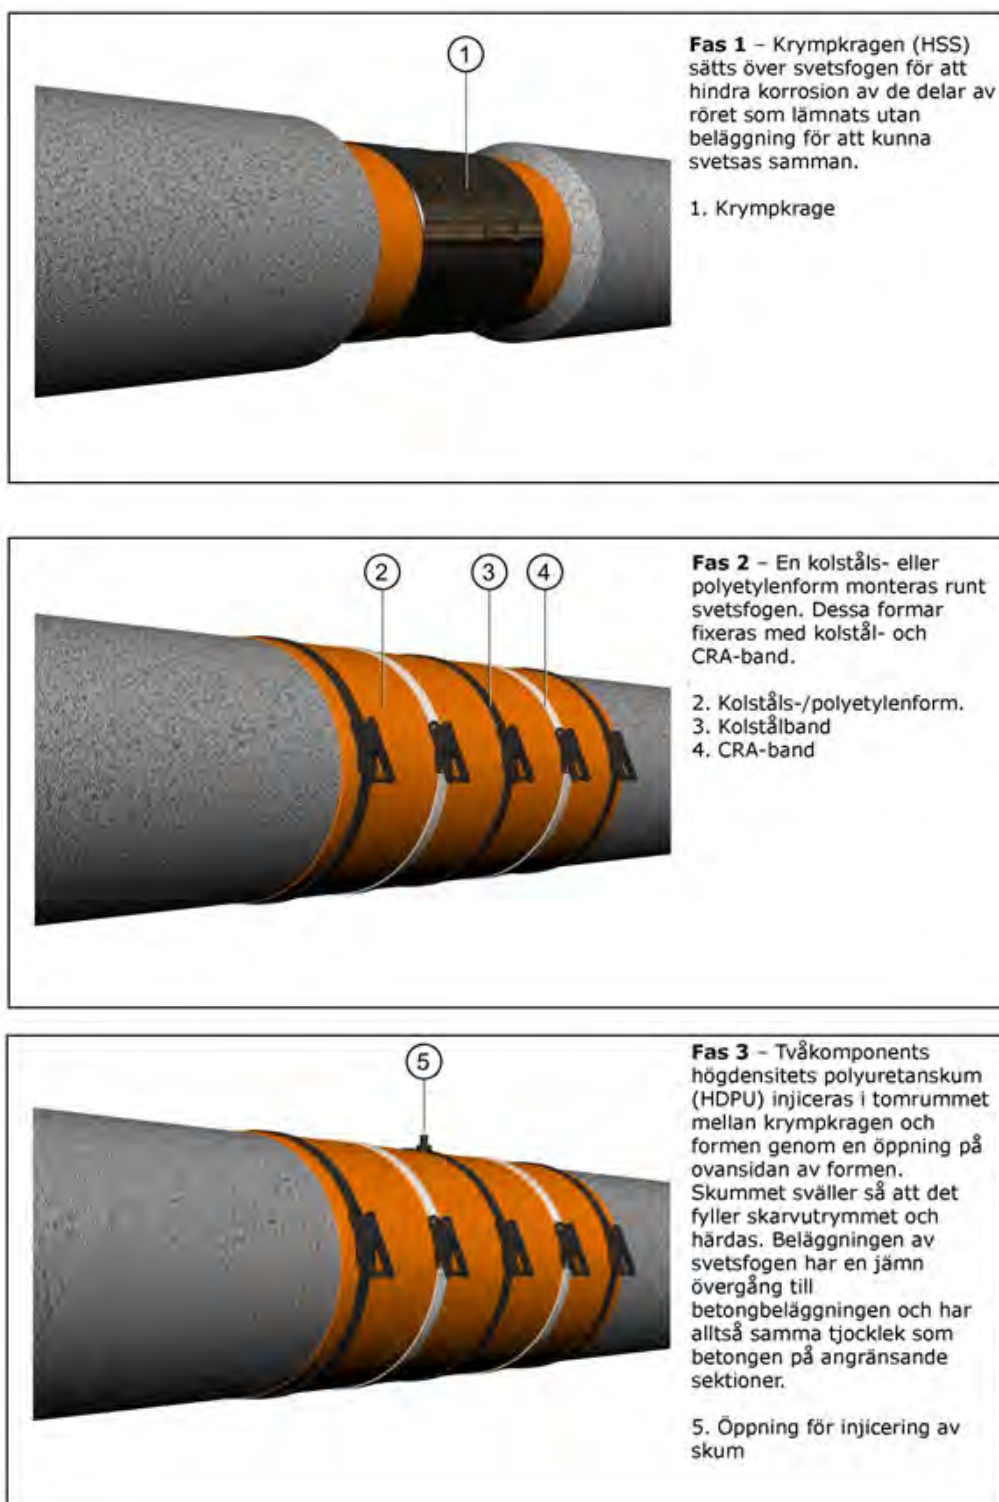 1
Fas 1 – Krympkragen (HSS)
sätts över svetsfogen för att
hindra korrosion av de delar av
röret som lämnats utan
beläggning för att kunna
svetsas samman.
1. Krympkrage
2
3
4
Fas 2 – En kolståls- eller
polyetylenform monteras runt
svetsfogen. Dessa formar
fixeras med kolstål- och
CRA-band.
2. Kolståls-/polyetylenform.
3. Kolstålband
4. CRA-band
5
Fas 3 – Tvåkomponents
högdensitets polyuretanskum
(HDPU) injiceras i tomrummet
mellan krympkragen och
formen genom en öppning på
ovansidan av formen.
Skummet sväller så att det
fyller skarvutrymmet och
härdas. Beläggningen av
svetsfogen har en jämn
övergång till
betongbeläggningen och har
alltså samma tjocklek som
betongen på angränsande
sektioner.
5. Öppning för injicering av
skum